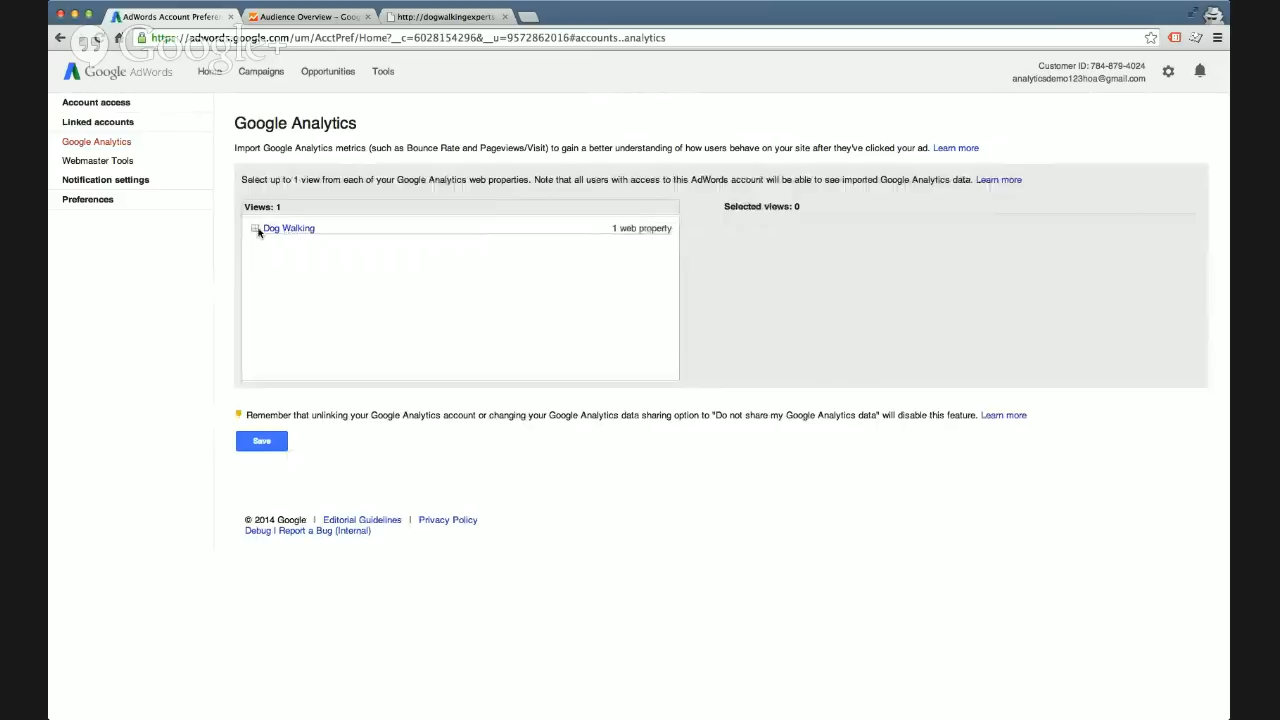 AdWords Account Preferen
Audience Overview – Goog
http://dogwalkingexperts.
Google+
https://adwords.google.com/um/AcctPref/Home?__c=6028154296&__u=9572862016#accounts..analytics
Google AdWords
Home
Campaigns
Opportunities
Tools
Customer ID: 784-879-4024
analyticsdemo123hoa@gmail.com
Account access
Linked accounts
Google Analytics
Webmaster Tools
Notification settings
Preferences
Google Analytics
Import Google Analytics metrics (such as Bounce Rate and Pageviews/Visit) to gain a better understanding of how users behave on your site after they've clicked your ad. Learn more
Select up to 1 view from each of your Google Analytics web properties. Note that all users with access to this AdWords account will be able to see imported Google Analytics data. Learn more
Views: 1
Selected views: 0
Dog Walking
1 web property
Remember that unlinking your Google Analytics account or changing your Google Analytics data sharing option to "Do not share my Google Analytics data" will disable this feature. Learn more
Save
© 2014 Google | Editorial Guidelines | Privacy Policy
Debug | Report a Bug (Internal)